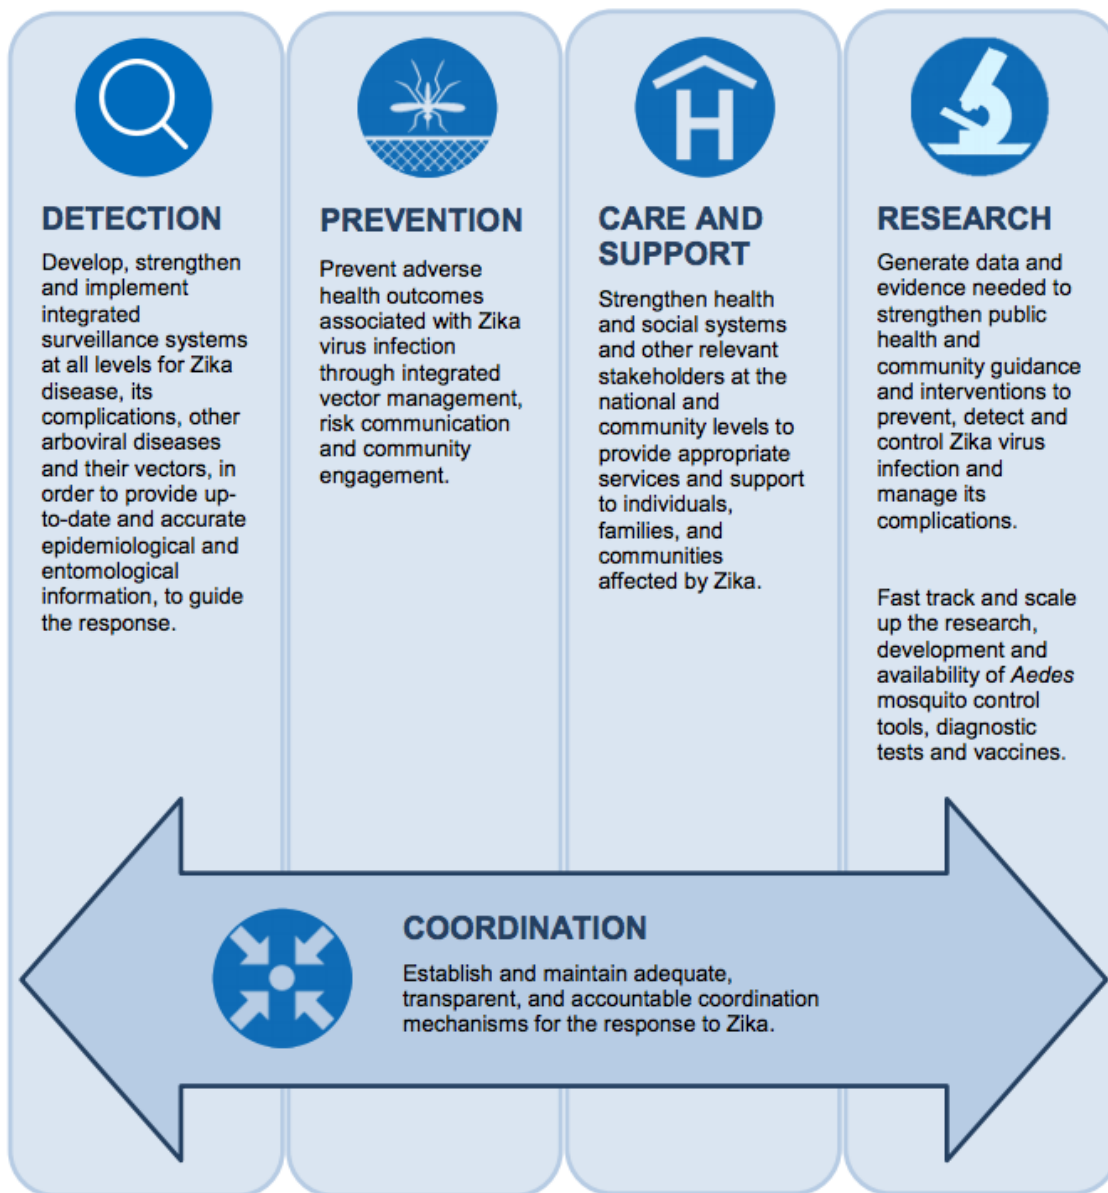 DETECTION
Develop, strengthen
and implement
integrated
surveillance systems
at all levels for Zika
disease, its
complications, other
arboviral diseases
and their vectors, in
order to provide up-
to-date and accurate
epidemiological and
entomological
information, to guide
the response.
PREVENTION
Prevent adverse
health outcomes
associated with Zika
virus infection
through integrated
vector management,
risk communication
and community
engagement.
H
CARE AND
SUPPORT
Strengthen health
and social systems
and other relevant
stakeholders at the
national and
community levels to
provide appropriate
services and support
to individuals,
families, and
communities
affected by Zika.
RESEARCH
Generate data and
evidence needed to
strengthen public
health and
community guidance
and interventions to
prevent, detect and
control Zika virus
infection and
manage its
complications.
Fast track and scale
up the research,
development and
availability of Aedes
mosquito control
tools, diagnostic
tests and vaccines.
COORDINATION
Establish and maintain adequate,
transparent, and accountable coordination
mechanisms for the response to Zika.